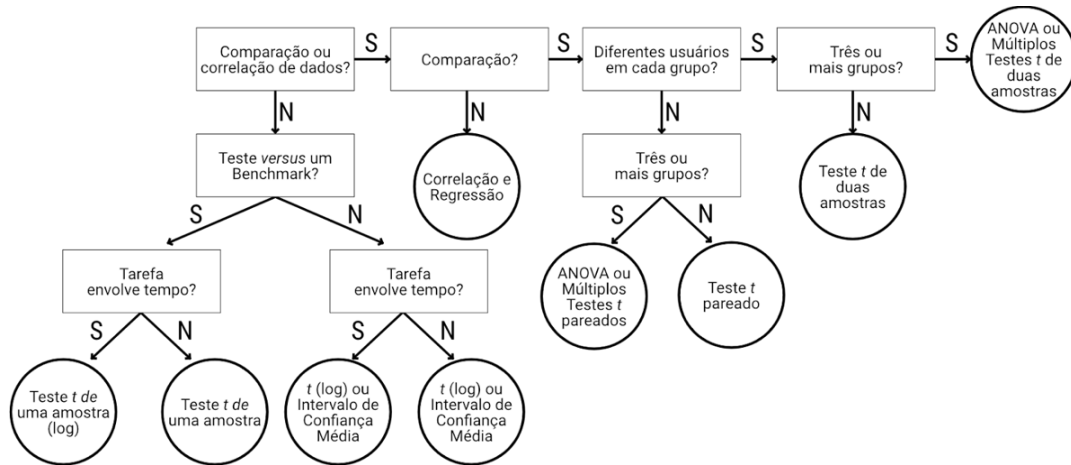 Comparação ou
correlação de dados?
S
Comparação?
S
Diferentes usuários
em cada grupo?
S
Três ou
mais grupos?
S
ANOVA ou
Múltiplos
Testes t de
duas
amostras
N
N
N
N
Teste versus um
Benchmark?
Correlação e
Regressão
Três ou
mais grupos?
Teste t de
duas
amostras
S
N
S
N
Tarefa
envolve tempo?
Tarefa
envolve tempo?
ANOVA ou
Múltiplos
Testes t
pareados
Teste t
pareado
S
N
S
N
Teste t de
uma amostra
(log)
Teste t de
uma amostra
t (log) ou
Intervalo de
Confiança
Média
t (log) ou
Intervalo de
Confiança
Média